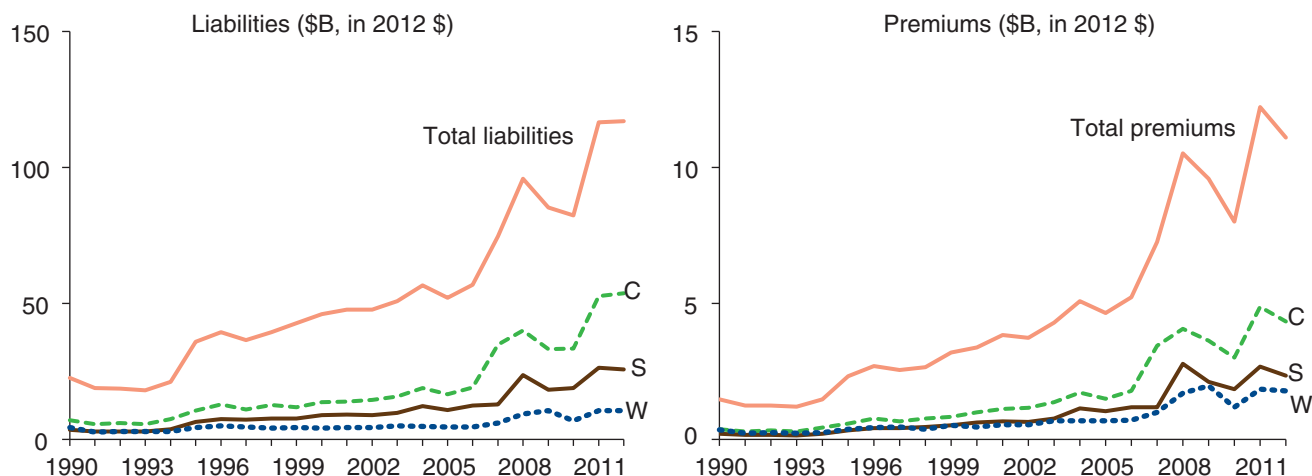 Liabilities ($B, in 2012 $)
150
100
50
0
Total liabilities
C
S
W
1990 1993 1996 1999 2002 2005 2008 2011
Premiums ($B, in 2012 $)
15
10
5
0
Total premiums
C
S
W
1990 1993 1996 1999 2002 2005 2008 2011